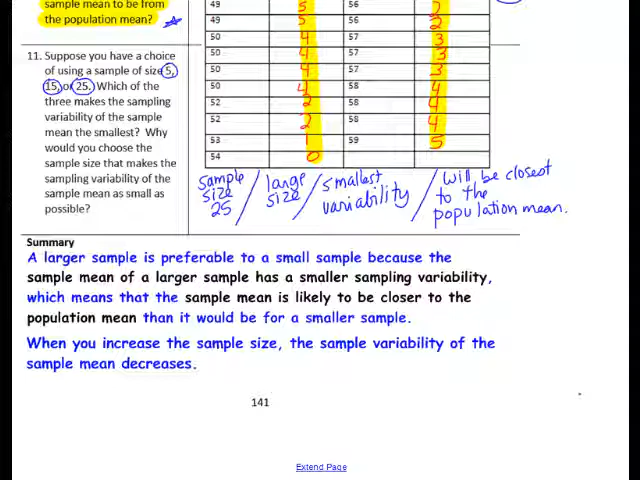 sample mean to be from
the population mean?
11. Suppose you have a choice
of using a sample of size 5,
15, or 25. Which of the
three makes the sampling
variability of the sample
mean the smallest? Why
would you choose the
sample size that makes the
sampling variability of the
sample mean as small as
possible?
49 5 56 2
49 5 56 2
50 4 57 3
50 4 57 3
50 4 57 3
50 4 58 4
52 2 58 4
52 2 58 4
53 1 59 5
54 0
sample size 25 / large size / smallest variability / will be closest to the population mean.
Summary
A larger sample is preferable to a small sample because the
sample mean of a larger sample has a smaller sampling variability,
which means that the sample mean is likely to be closer to the
population mean than it would be for a smaller sample.
When you increase the sample size, the sample variability of the
sample mean decreases.
141
Extend Page